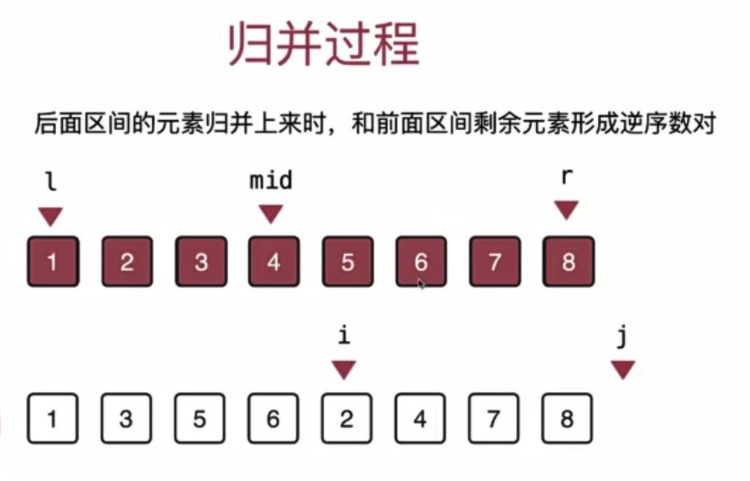 归并过程
后面区间的元素归并上来时，和前面区间剩余元素形成逆序数对
l mid r
1 2 3 4 5 6 7 8
i j
1 3 5 6 2 4 7 8